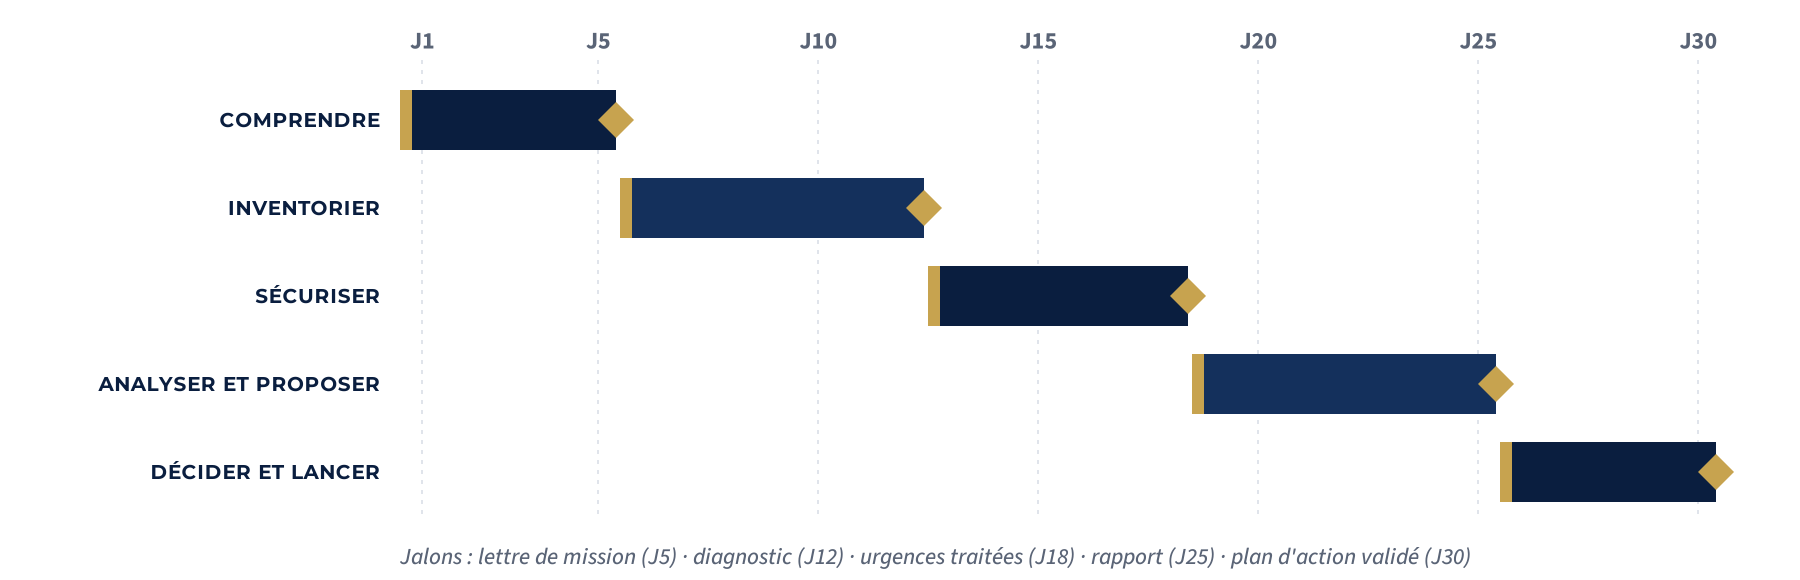 J1 J5 J10 J15 J20 J25 J30
COMPRENDRE
INVENTORIER
SÉCURISER
ANALYSER ET PROPOSER
DÉCIDER ET LANCER
Jalons : lettre de mission (J5) · diagnostic (J12) · urgences traitées (J18) · rapport (J25) · plan d'action validé (J30)